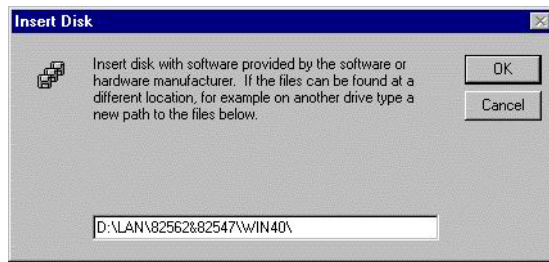 Insert Disk
Insert disk with software provided by the software or
hardware manufacturer. If the files can be found at a
different location, for example on another drive type a
new path to the files below.
OK
Cancel
D:\LAN\82562&82547\WIN40\